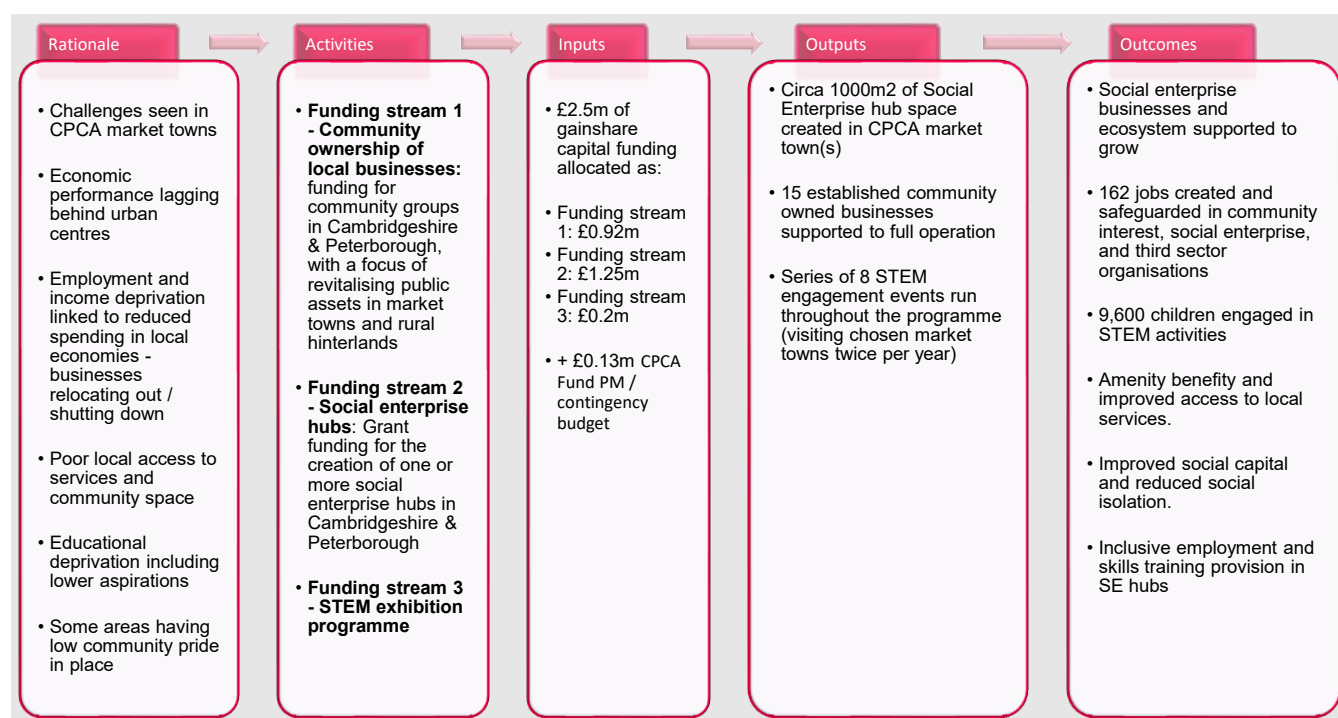 Rationale
• Challenges seen in
CPCA market towns
• Economic
performance lagging
behind urban
centres
• Employment and
income deprivation
linked to reduced
spending in local
economies -
businesses
relocating out /
shutting down
• Poor local access to
services and
community space
• Educational
deprivation including
lower aspirations
• Some areas having
low community pride
in place
Activities
• Funding stream 1
- Community
ownership of
local businesses:
funding for
community groups
in Cambridgeshire
& Peterborough,
with a focus of
revitalising public
assets in market
towns and rural
hinterlands
• Funding stream 2
- Social enterprise
hubs: Grant
funding for the
creation of one or
more social
enterprise hubs in
Cambridgeshire &
Peterborough
• Funding stream 3
- STEM exhibition
programme
Inputs
• £2.5m of
gainshare
capital funding
allocated as:
• Funding stream
1: £0.92m
• Funding stream
2: £1.25m
• Funding stream
3: £0.2m
• + £0.13m CPCA
Fund PM /
contingency
budget
Outputs
• Circa 1000m2 of Social
Enterprise hub space
created in CPCA market
town(s)
• 15 established community
owned businesses
supported to full operation
• Series of 8 STEM
engagement events run
throughout the programme
(visiting chosen market
towns twice per year)
Outcomes
• Social enterprise
businesses and
ecosystem supported to
grow
• 162 jobs created and
safeguarded in community
interest, social enterprise,
and third sector
organisations
• 9,600 children engaged in
STEM activities
• Amenity benefit and
improved access to local
services.
• Improved social capital
and reduced social
isolation.
• Inclusive employment and
skills training provision in
SE hubs